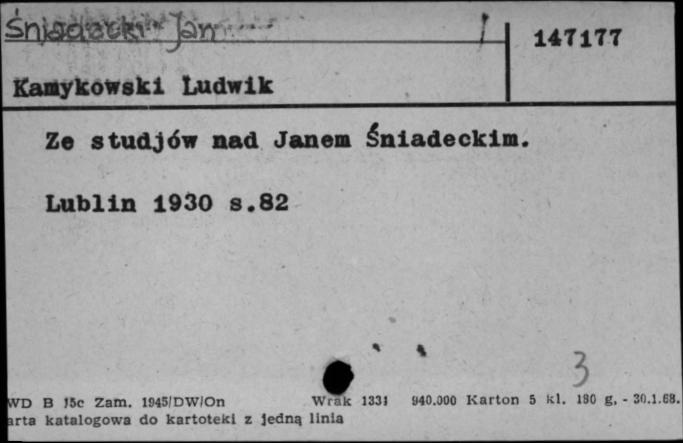 Śniadecki Jan
147177
Kamykowski Ludwik
Ze studjów nad Janem Śniadeckim.
Lublin 1930 s.82
3
WD B 15c Zam. 1945/DW/On Wrak 1331 940.000 Karton 5 kl. 180 g, - 30.1.68.
arta katalogowa do kartoteki z jedną linia